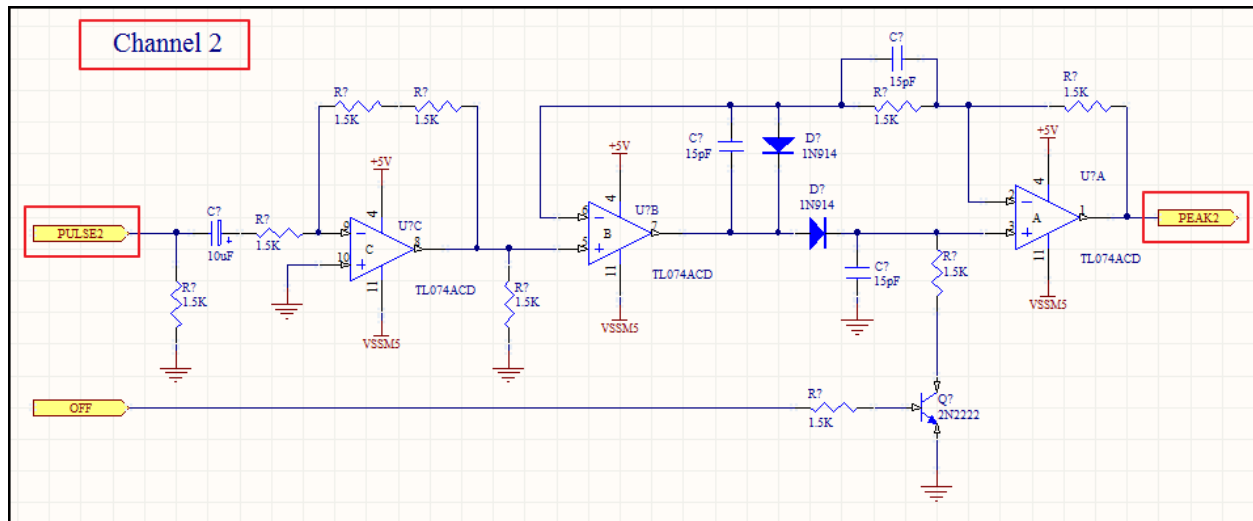 Channel 2
C?
15pF
R?
1.5K
R?
1.5K
R?
1.5K
R?
1.5K
C?
15pF
D?
1N914
+5V
+5V
+5V
D?
1N914
4
4
4
U?A
2
A
1
3
PEAK2
PULSE2
C?
10uF
R?
1.5K
9
U?C
C
8
10
6
U?B
B
7
5
11
11
11
TL074ACD
TL074ACD
TL074ACD
R?
1.5K
R?
1.5K
C?
15pF
R?
1.5K
VSSM5
VSSM5
VSSM5
OFF
R?
1.5K
Q?
2N2222